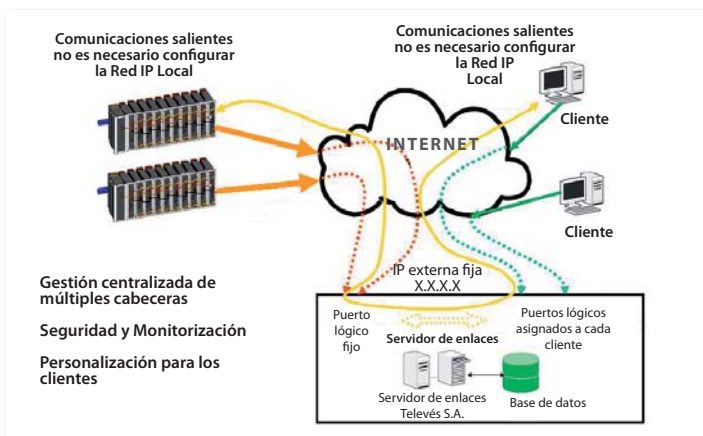 Comunicaciones salientes
no es necesario configurar
la Red IP Local
Comunicaciones salientes
no es necesario configurar
la Red IP
Local
Cliente
INTERNET
Cliente
Gestión centralizada de
múltiples cabeceras
Seguridad y Monitorización
Personalización para los
clientes
IP externa fija
X.X.X.X
Puerto
lógico
fijo
Servidor de enlaces
Puertos lógicos
asignados a cada
cliente
Servidor de enlaces
Televés S.A.
Base de datos